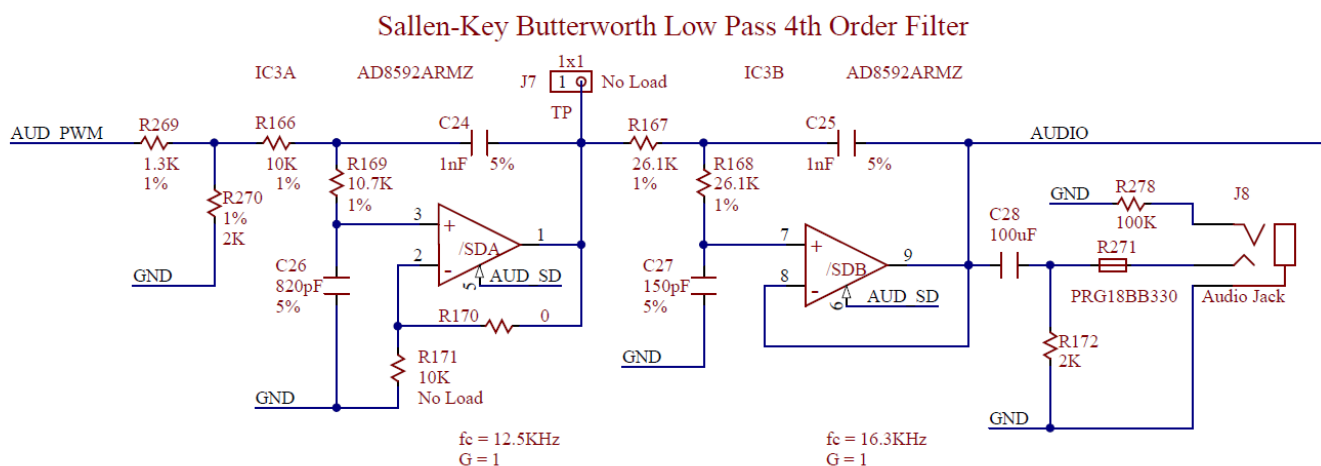 Sallen-Key Butterworth Low Pass 4th Order Filter
1x1
IC3A AD8592ARMZ J7 1 No Load IC3B AD8592ARMZ
TP
AUD_PWM R269 R166 C24 R167 C25 AUDIO
1.3K 10K 1nF 5% 26.1K 1nF 5%
1% 1% 1%
R169
10.7K
1%
R168
26.1K
1%
R270
1%
2K
GND
3 +
2 -
/SDA 1
5 AUD_SD
C26
820pF
5%
R170 0
R171
10K
No Load
GND
7 +
8 -
/SDB 9
6 AUD_SD
C27
150pF
5%
GND
GND R278 J8
100K
C28
100uF
R271
PRG18BB330 Audio Jack
R172
2K
GND
fc = 12.5KHz
G = 1
fc = 16.3KHz
G = 1